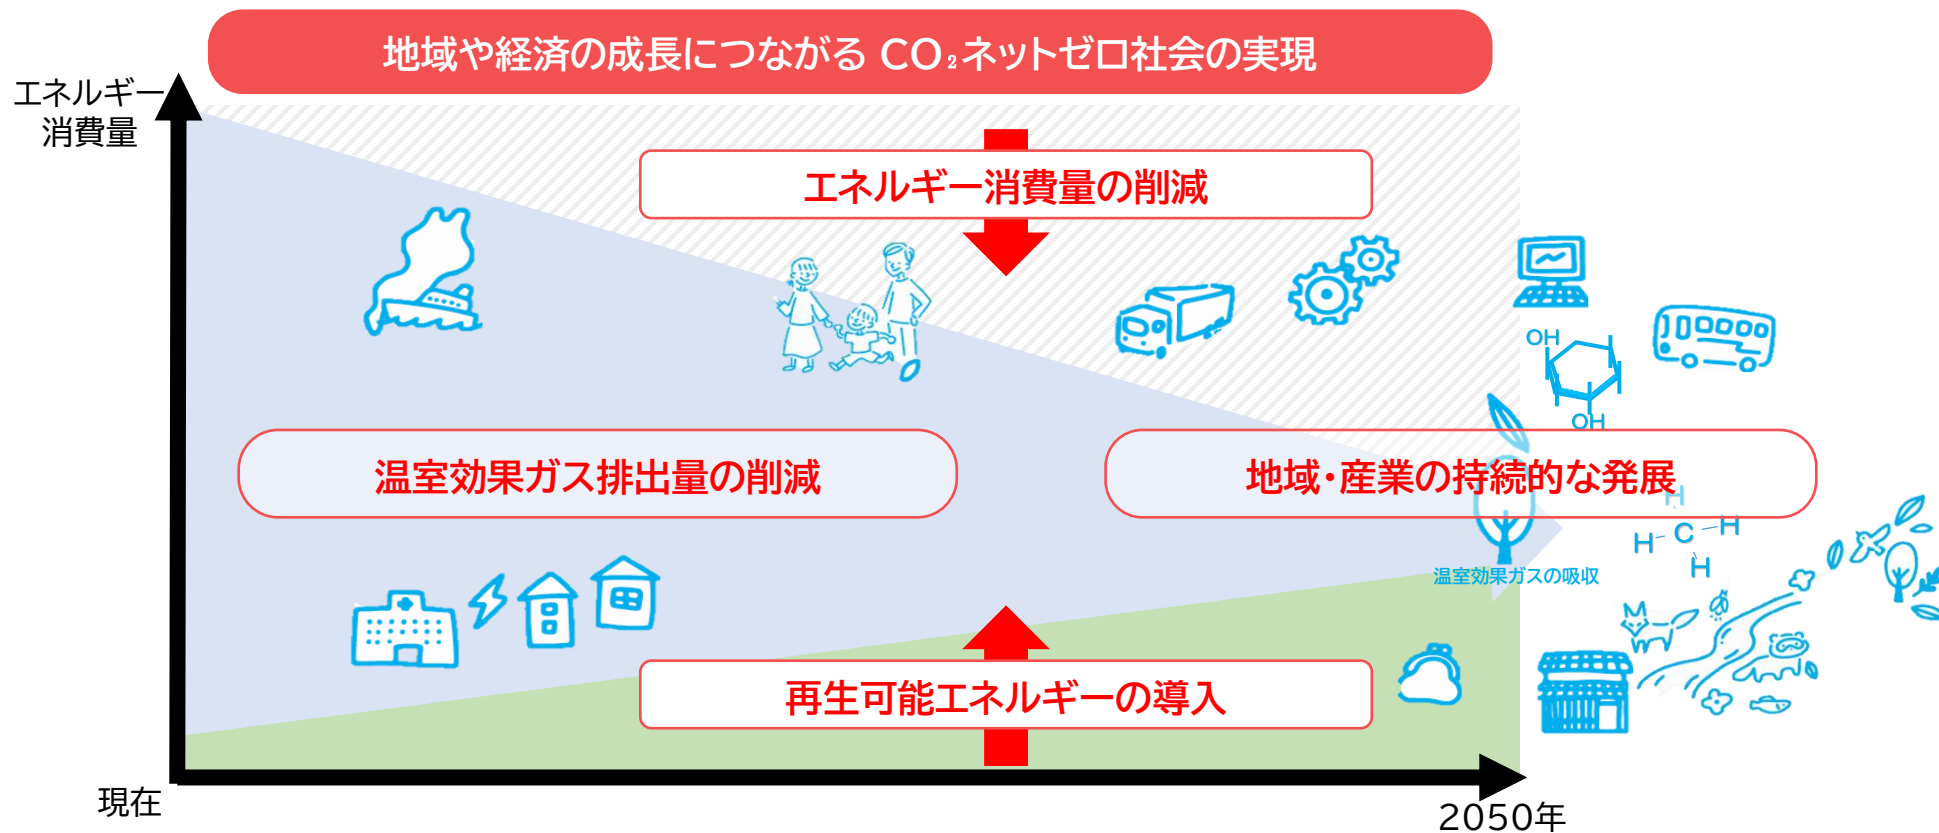 地域や経済の成長につながる CO₂ネットゼロ社会の実現
エネルギー
消費量
エネルギー消費量の削減
OH
OH
温室効果ガス排出量の削減
地域・産業の持続的な発展
H
H C H
H
温室効果ガスの吸収
再生可能エネルギーの導入
現在
2050年